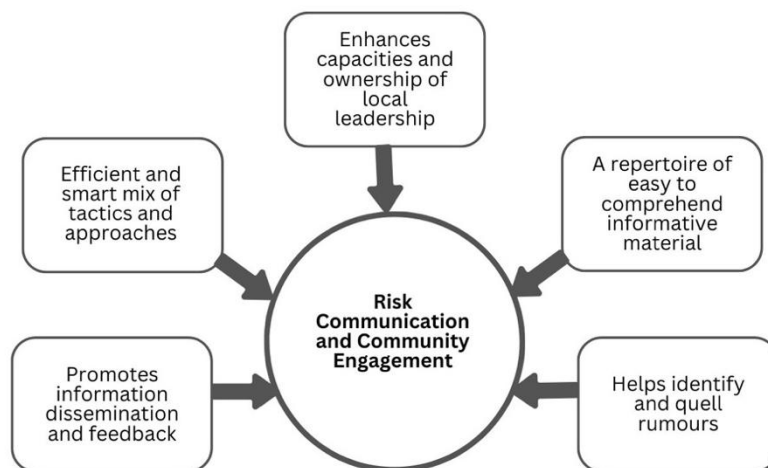 Enhances
capacities and
ownership of
local
leadership
Efficient and
smart mix of
tactics and
approaches
A repertoire of
easy to
comprehend
informative
material
Risk
Communication
and Community
Engagement
Promotes
information
dissemination
and feedback
Helps identify
and quell
rumours